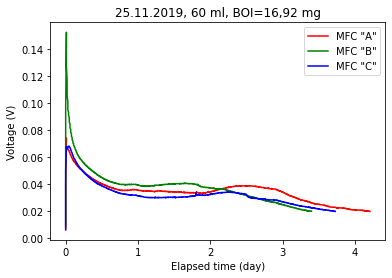 25.11.2019, 60 ml, BOI=16,92 mg
MFC "A"
MFC "B"
MFC "C"
Voltage (V)
0.14
0.12
0.10
0.08
0.06
0.04
0.02
0.00
0
1
2
3
4
Elapsed time (day)